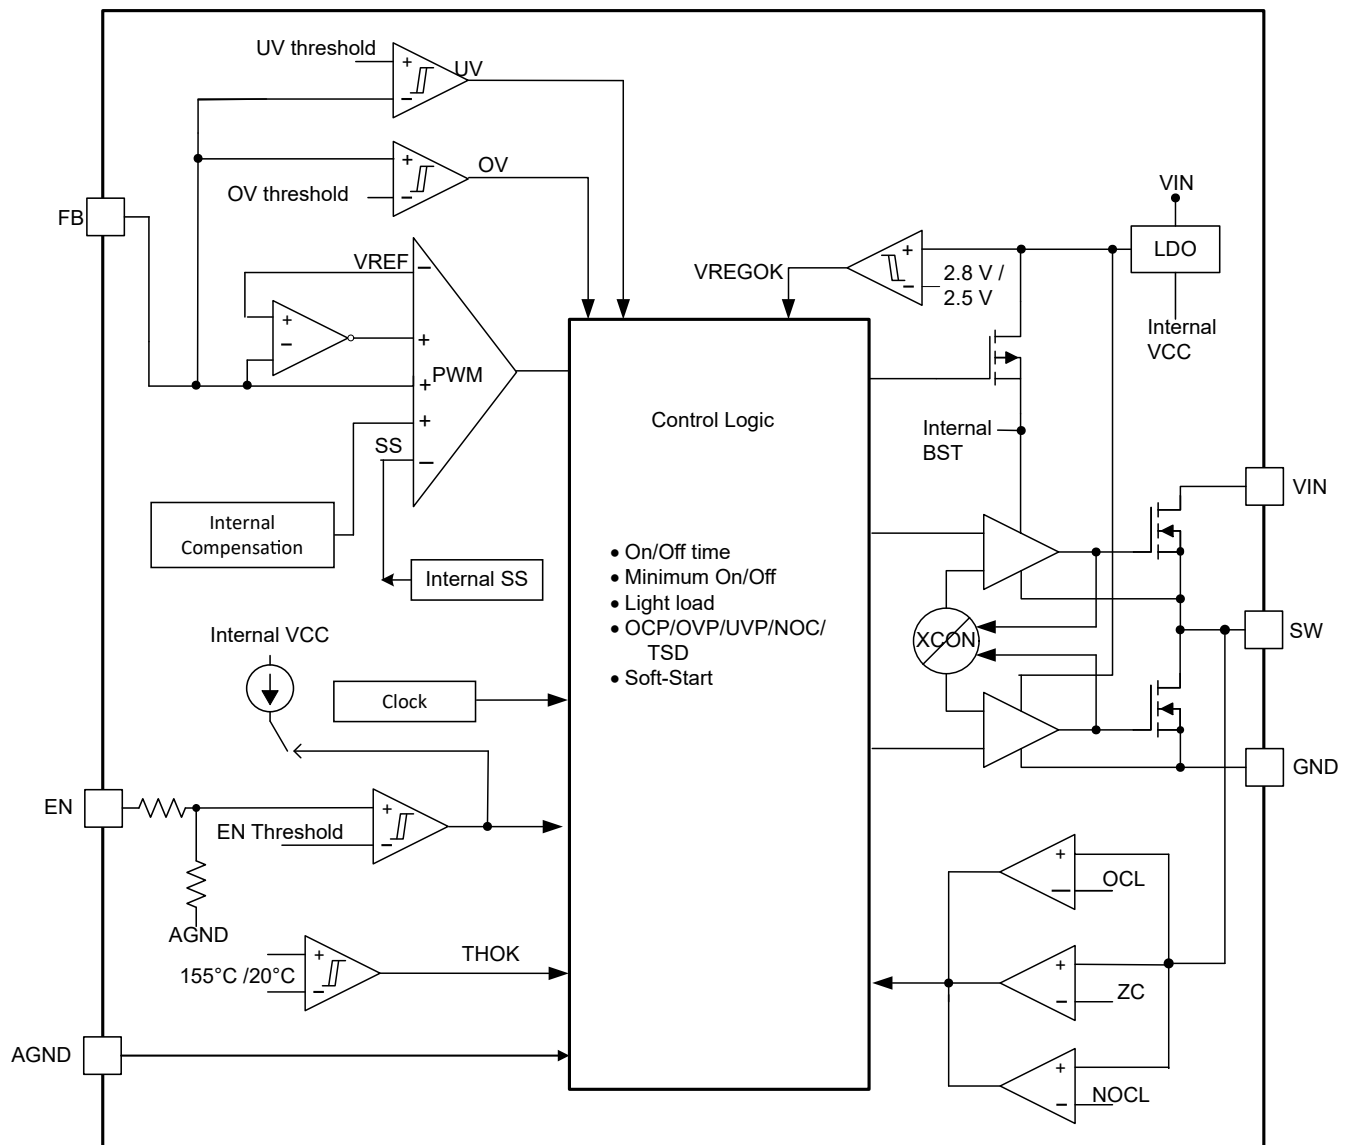 UV threshold
UV
OV
OV threshold
FB
VREF
PWM
SS
Internal
Compensation
Internal SS
Internal VCC
Clock
EN
EN Threshold
AGND
155°C /20°C
THOK
AGND
Control Logic
• On/Off time
• Minimum On/Off
• Light load
• OCP/OVP/UVP/NOC/
TSD
• Soft-Start
VREGOK
2.8 V /
2.5 V
VIN
LDO
Internal
VCC
Internal
BST
VIN
XCON
SW
GND
OCL
ZC
NOCL